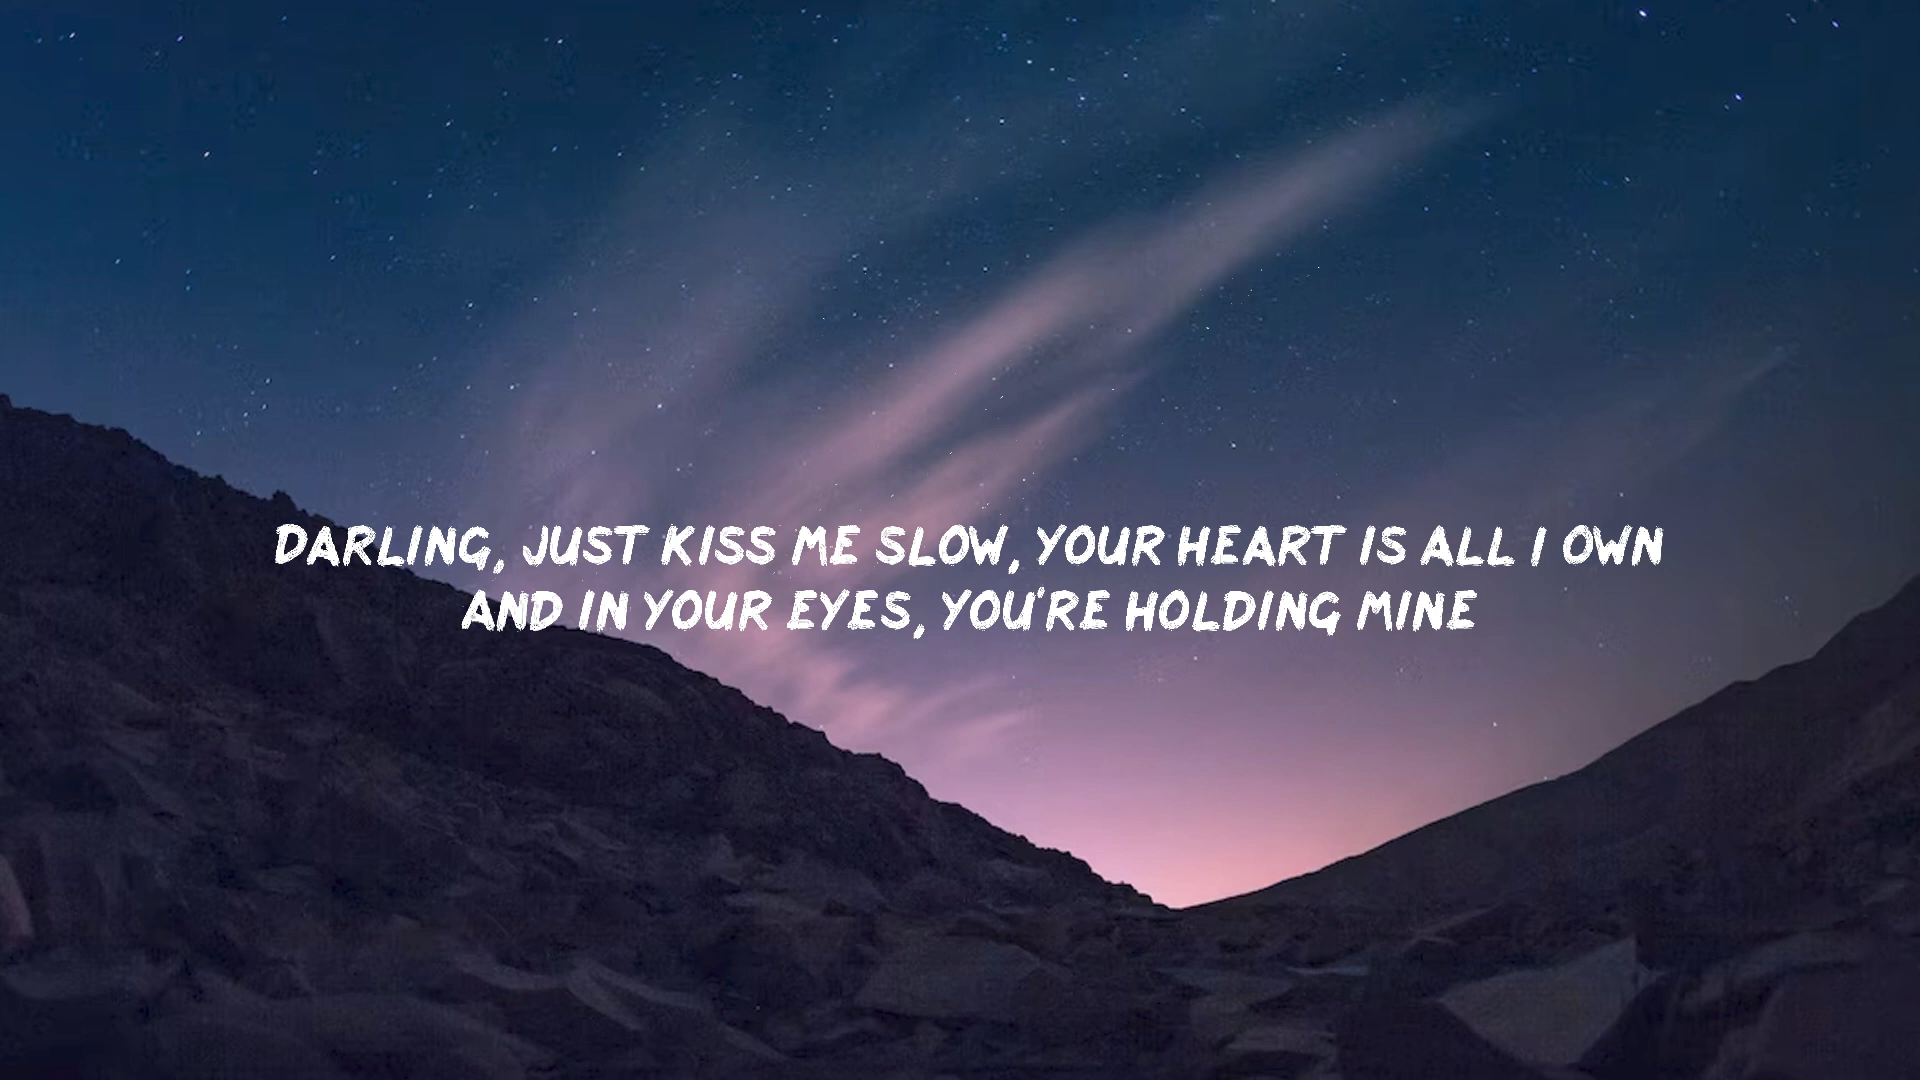 DARLING, JUST KISS ME SLOW, YOUR HEART IS ALL I OWN
AND IN YOUR EYES, YOU'RE HOLDING MINE